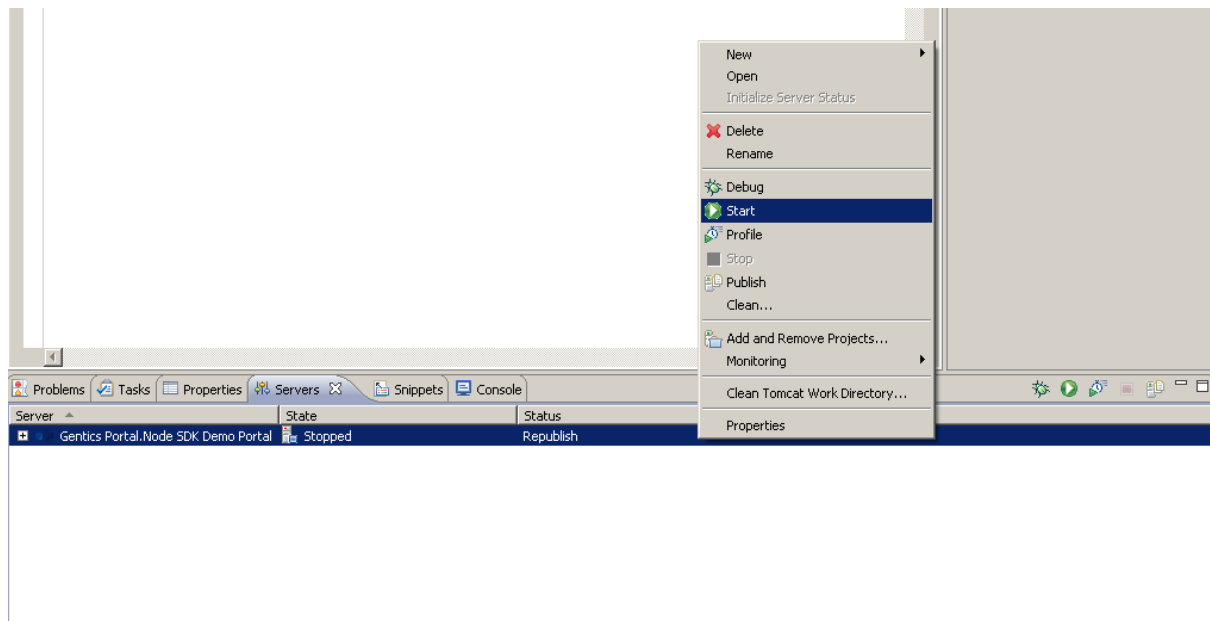 New
Open
Initialize Server Status
Delete
Rename
Debug
Start
Profile
Stop
Publish
Clean...
Add and Remove Projects...
Monitoring
Clean Tomcat Work Directory...
Properties
Problems Tasks Properties Servers Snippets Console
Server State Status
Gentics Portal.Node SDK Demo Portal Stopped Republish